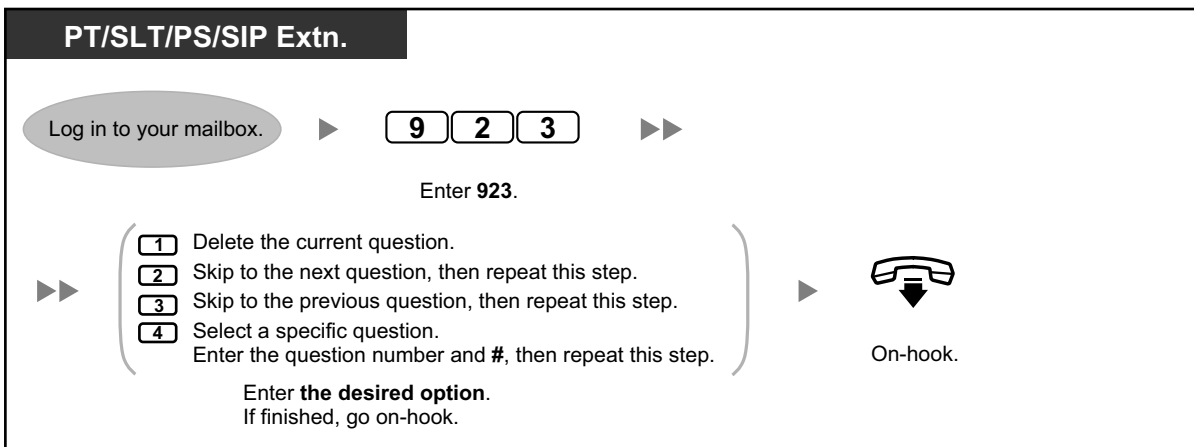 PT/SLT/PS/SIP Extn.
Log in to your mailbox.
9 2 3
Enter 923.
1 Delete the current question.
2 Skip to the next question, then repeat this step.
3 Skip to the previous question, then repeat this step.
4 Select a specific question.
Enter the question number and #, then repeat this step.
Enter the desired option.
If finished, go on-hook.
On-hook.